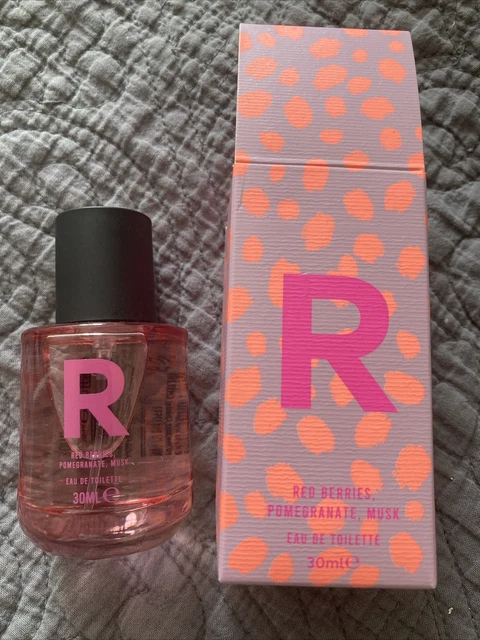 R
RED BERRIES,
POMEGRANATE, MUSK
EAU DE TOILETTE
30ML℮
R
RED BERRIES,
POMEGRANATE, MUSK
EAU DE TOILETTE
30ml℮